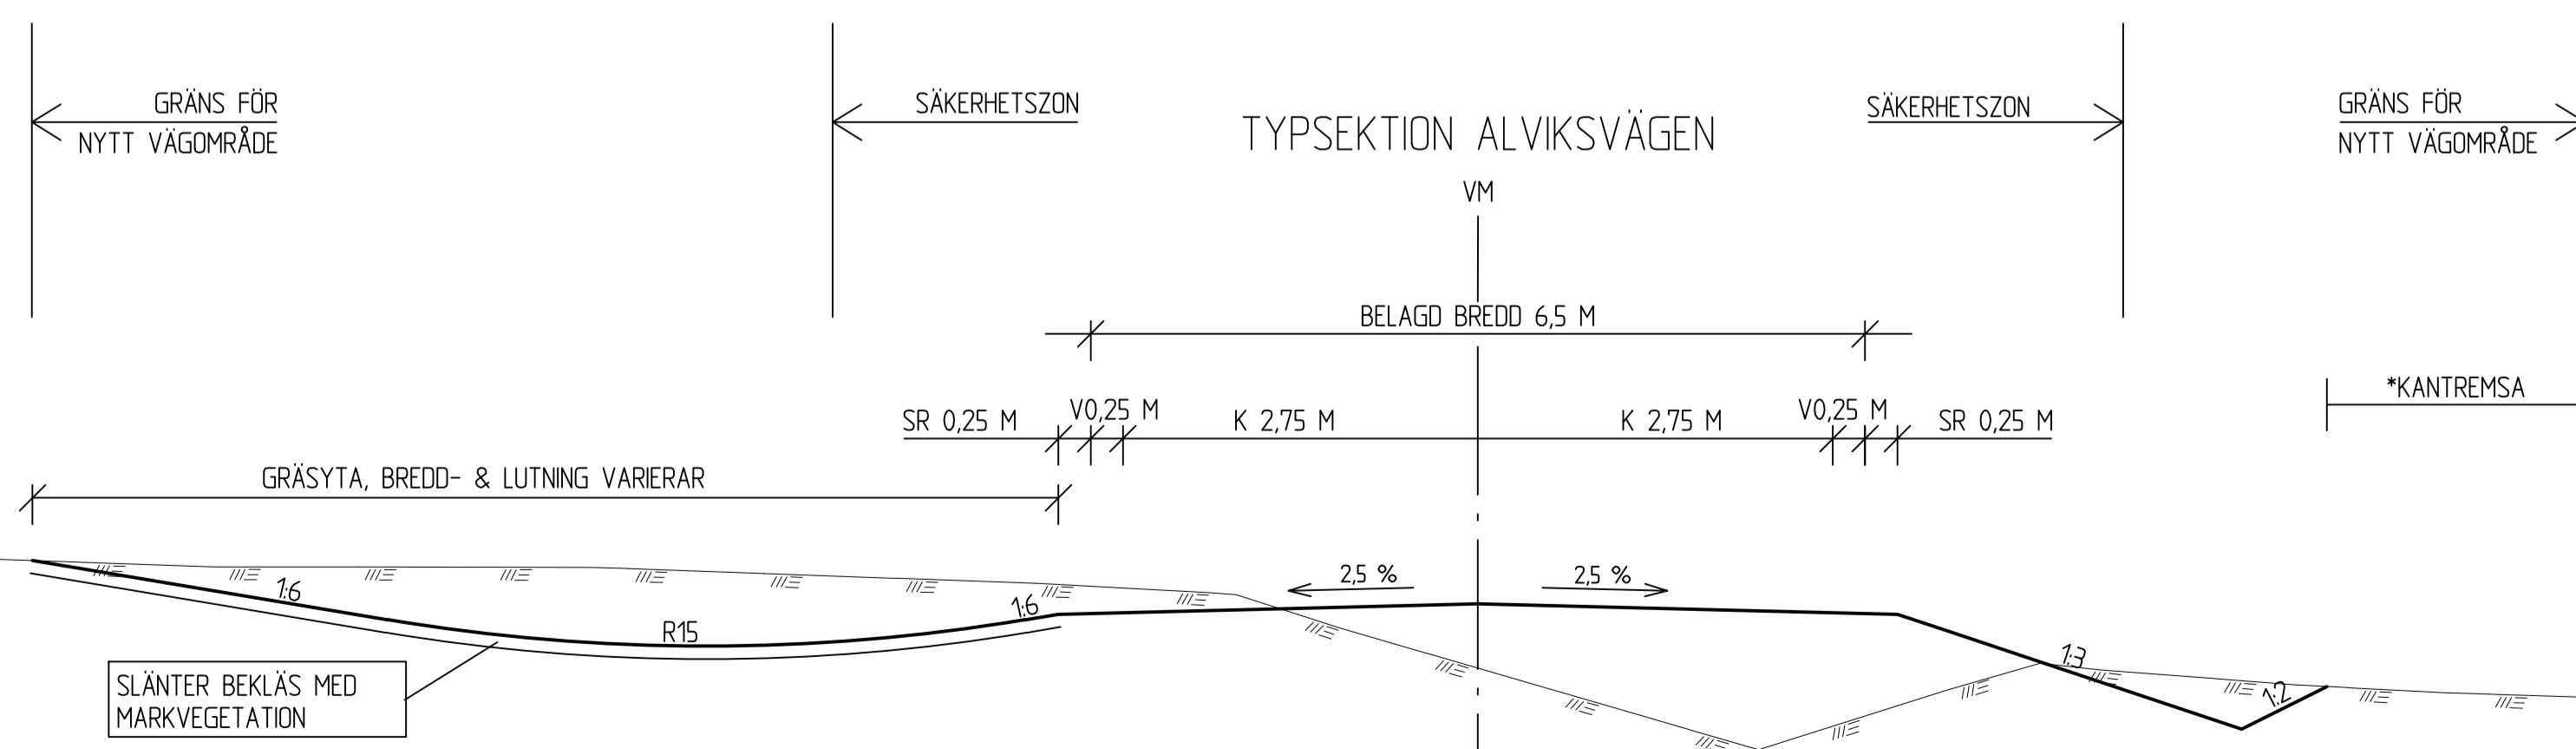 GRÄNS FÖR
NYTT VÄGOMRÅDE
SÄKERHETSZON
TYPSEKTION ALVIKSVÄGEN
SÄKERHETSZON
GRÄNS FÖR
NYTT VÄGOMRÅDE
VM
BELAGD BREDD 6,5 M
*KANTREMSA
SR 0,25 M
V0,25 M
K 2,75 M
K 2,75 M
V0,25 M
SR 0,25 M
GRÄSYTA, BREDD- & LUTNING VARIERAR
2,5 %
2,5 %
1:6
R15
1:6
1:3
1:2
SLÄNTER BEKLÄS MED
MARKVEGETATION